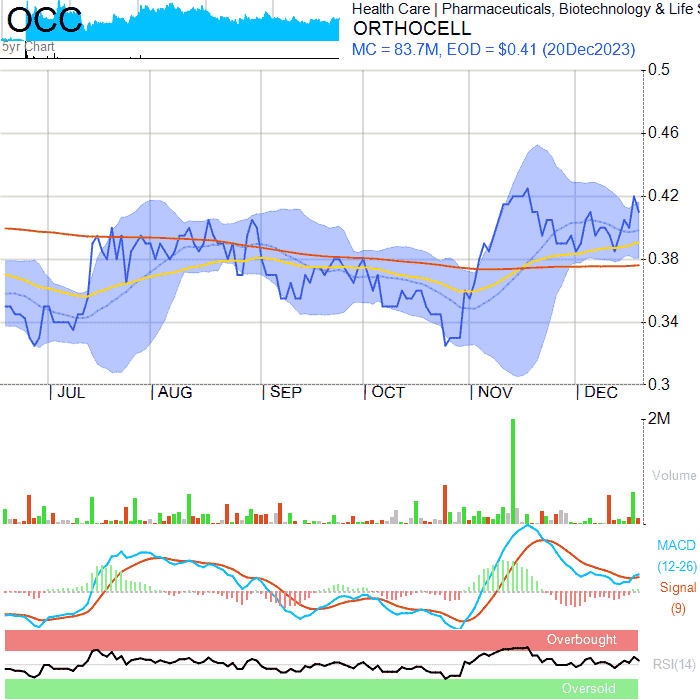 OCC
5yr Chart
Health Care | Pharmaceuticals, Biotechnology & Life S
ORTHOCELL
MC = 83.7M, EOD = $0.41 (20Dec2023)
0.5
0.46
0.42
0.38
0.34
0.3
JUL AUG SEP OCT NOV DEC
2M
Volume
MACD
(12-26)
Signal
(9)
Overbought
RSI(14)
Oversold